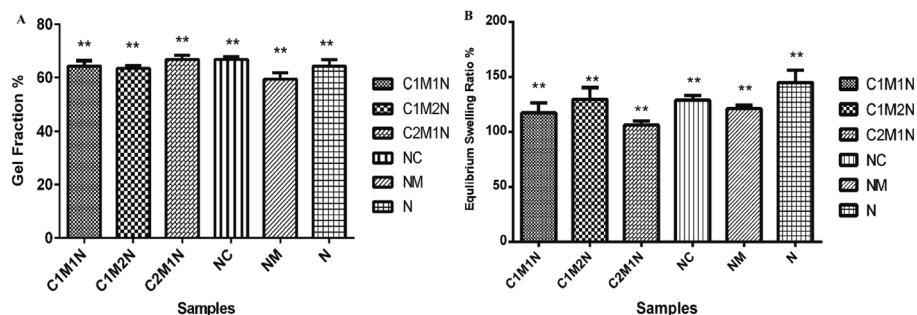 A
Gel Fraction %
80
60
40
20
0
** ** ** ** ** **
C1M1N C1M2N C2M1N NC NM N
Samples
C1M1N
C1M2N
C2M1N
NC
NM
N
B
Equlibrium Swelling Ratio %
200
150
100
50
0
** ** ** ** ** **
C1M1N C1M2N C2M1N NC NM N
Samples
C1M1N
C1M2N
C2M1N
NC
NM
N